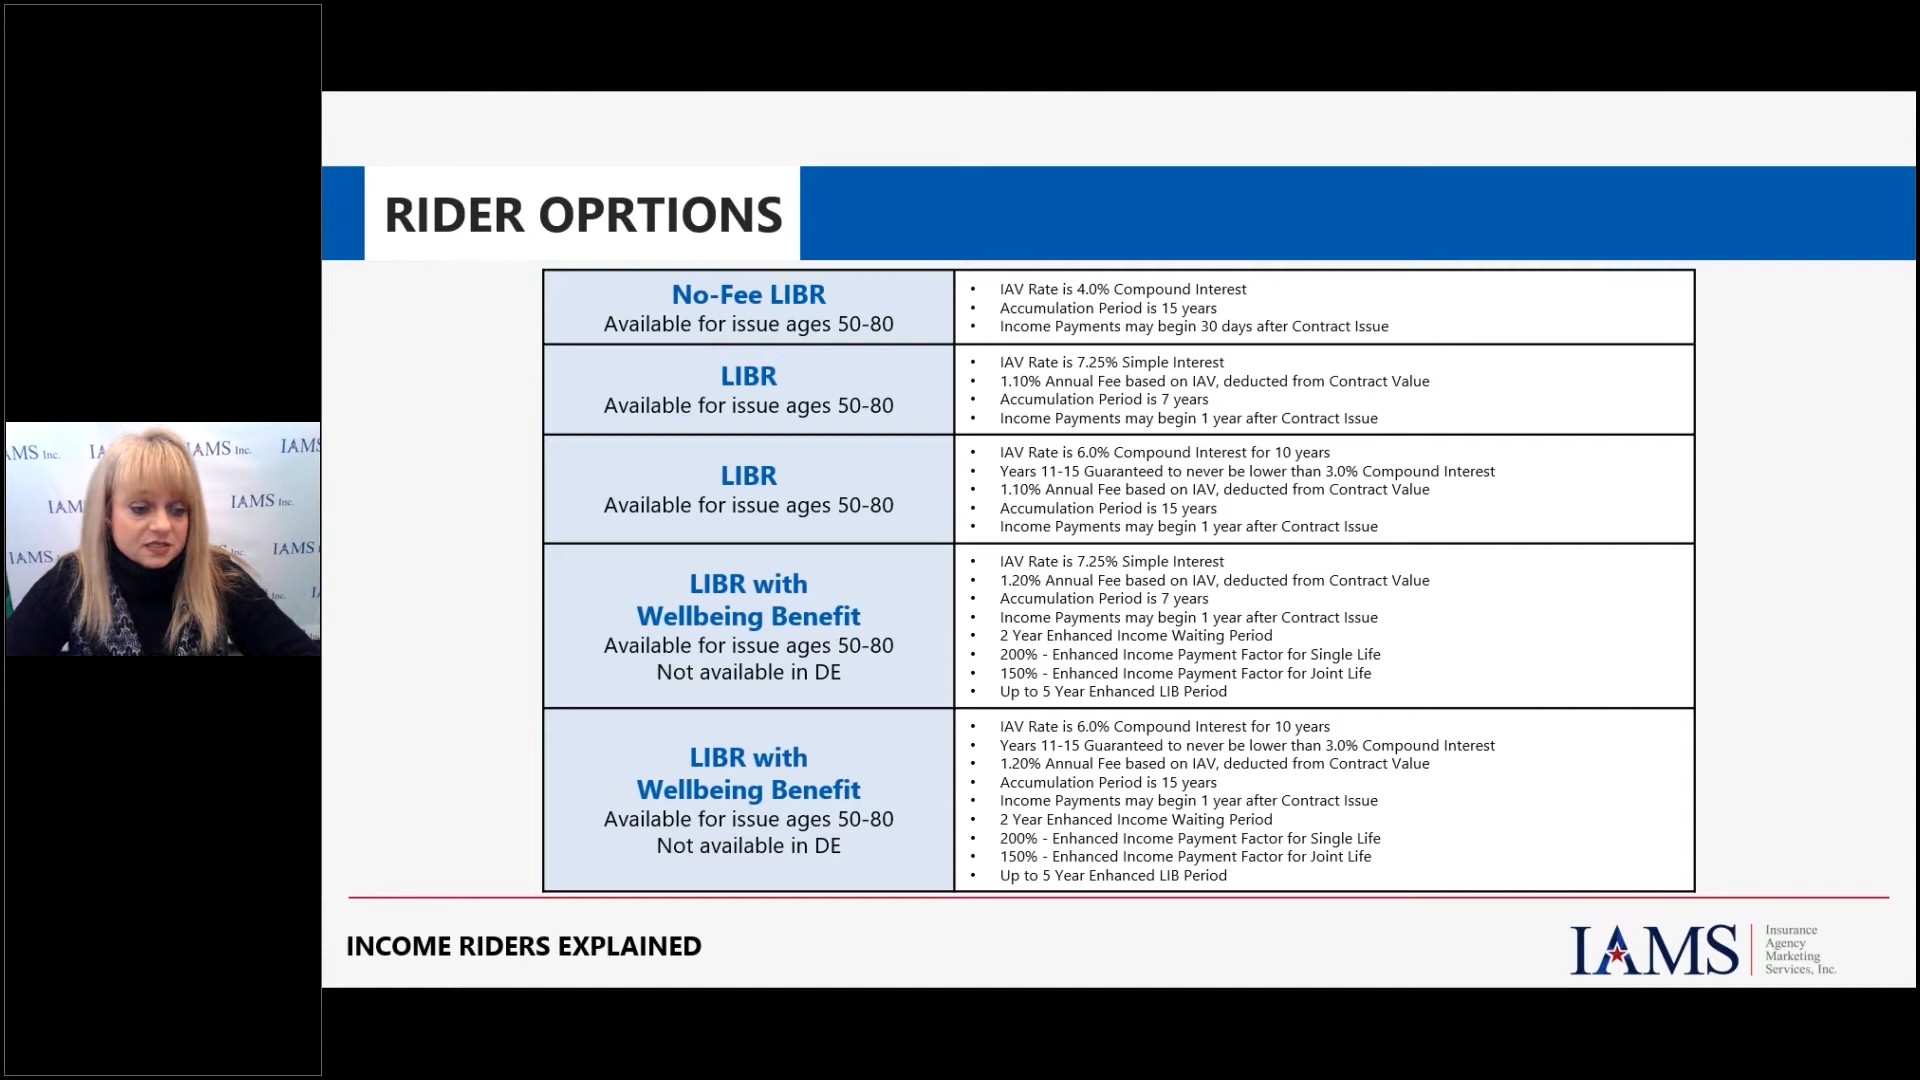 RIDER OPRTIONS
No-Fee LIBR
Available for issue ages 50-80
• IAV Rate is 4.0% Compound Interest
• Accumulation Period is 15 years
• Income Payments may begin 30 days after Contract Issue
LIBR
Available for issue ages 50-80
• IAV Rate is 7.25% Simple Interest
• 1.10% Annual Fee based on IAV, deducted from Contract Value
• Accumulation Period is 7 years
• Income Payments may begin 1 year after Contract Issue
LIBR
Available for issue ages 50-80
• IAV Rate is 6.0% Compound Interest for 10 years
• Years 11-15 Guaranteed to never be lower than 3.0% Compound Interest
• 1.10% Annual Fee based on IAV, deducted from Contract Value
• Accumulation Period is 15 years
• Income Payments may begin 1 year after Contract Issue
LIBR with
Wellbeing Benefit
Available for issue ages 50-80
Not available in DE
• IAV Rate is 7.25% Simple Interest
• 1.20% Annual Fee based on IAV, deducted from Contract Value
• Accumulation Period is 7 years
• Income Payments may begin 1 year after Contract Issue
• 2 Year Enhanced Income Waiting Period
• 200% - Enhanced Income Payment Factor for Single Life
• 150% - Enhanced Income Payment Factor for Joint Life
• Up to 5 Year Enhanced LIB Period
LIBR with
Wellbeing Benefit
Available for issue ages 50-80
Not available in DE
• IAV Rate is 6.0% Compound Interest for 10 years
• Years 11-15 Guaranteed to never be lower than 3.0% Compound Interest
• 1.20% Annual Fee based on IAV, deducted from Contract Value
• Accumulation Period is 15 years
• Income Payments may begin 1 year after Contract Issue
• 2 Year Enhanced Income Waiting Period
• 200% - Enhanced Income Payment Factor for Single Life
• 150% - Enhanced Income Payment Factor for Joint Life
• Up to 5 Year Enhanced LIB Period
INCOME RIDERS EXPLAINED
IAMS
Insurance
Agency
Marketing
Services, Inc.
AMS Inc.
IA
IAMS Inc.
IAMS
IAM
IAMS Inc.
IAMS
Inc.
IAMS
Inc.